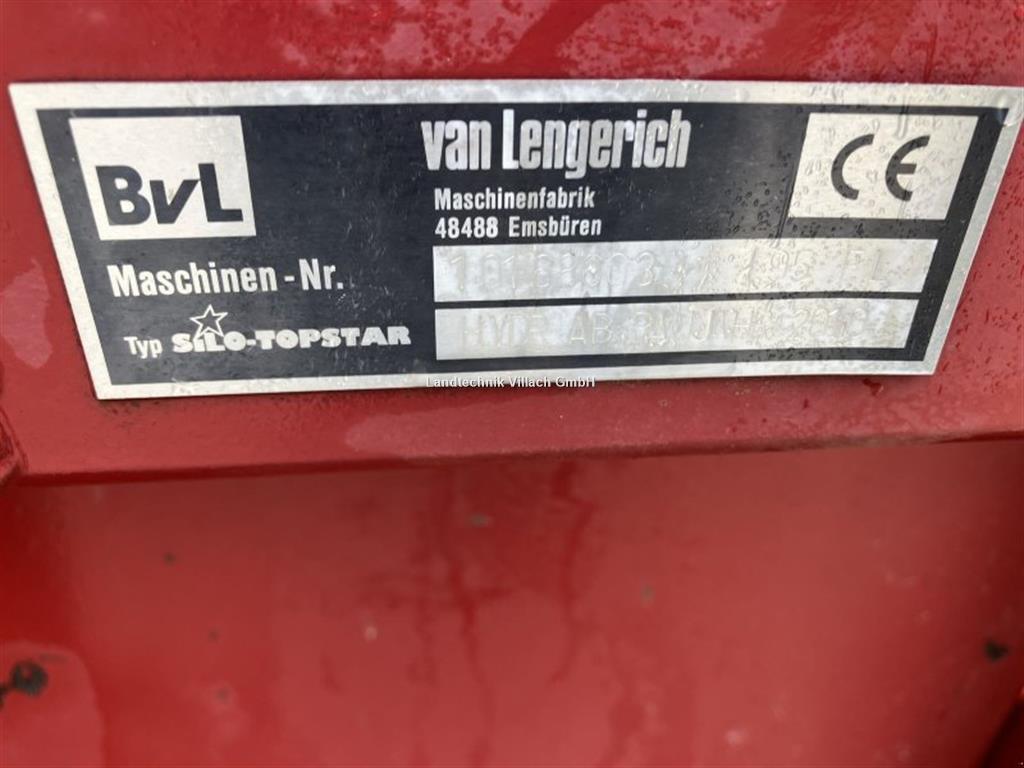 BvL
van Lengerich
CE
Maschinenfabrik
48488 Emsbüren
Maschinen-Nr.
Typ SILO-TOPSTAR
Landtechnik Villach GmbH